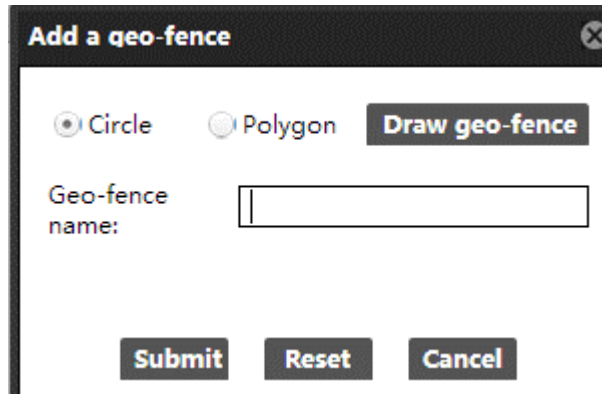 Add a geo-fence
Circle Polygon Draw geo-fence
Geo-fence
name:
Submit Reset Cancel